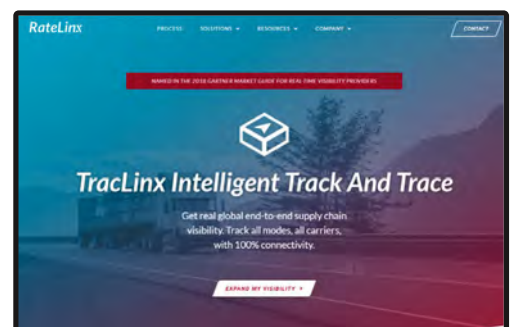 RateLinx
PROCESS SOLUTIONS RESOURCES COMPANY CONTACT
NAMED IN THE 2018 GARTNER MARKET GUIDE FOR REAL TIME VISIBILITY PROVIDERS
TracLinx Intelligent Track And Trace
Get real global end-to-end supply chain
visibility. Track all modes, all carriers,
with 100% connectivity.
EXPAND MY VISIBILITY